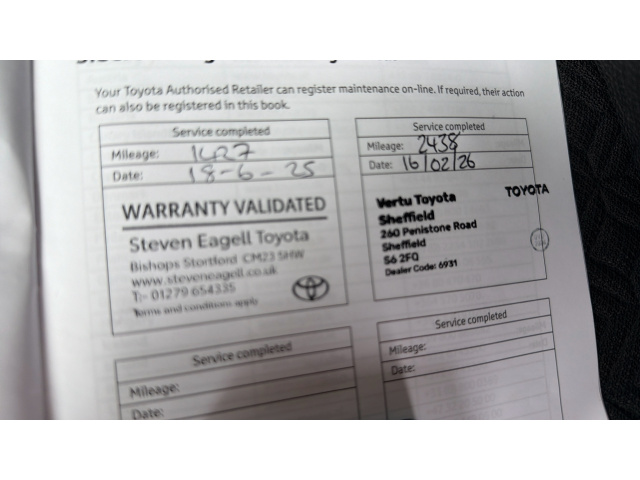 Your Toyota Authorised Retailer can register maintenance on-line. If required, their action
can also be registered in this book.
Service completed
Mileage: 1427
Date: 18-6-25
WARRANTY VALIDATED
Steven Eagell Toyota
Bishops Stortford CM23 5HW
www.steveneagell.co.uk
T:- 01279 654335
Terms and conditions apply
Service completed
Mileage: 2438
Date: 16/02/26
Vertu Toyota
Sheffield
260 Penistone Road
Sheffield
S6 2FQ
Dealer Code: 6931
TOYOTA
Service completed
Mileage:
Date:
Service completed
Mileage:
Date: